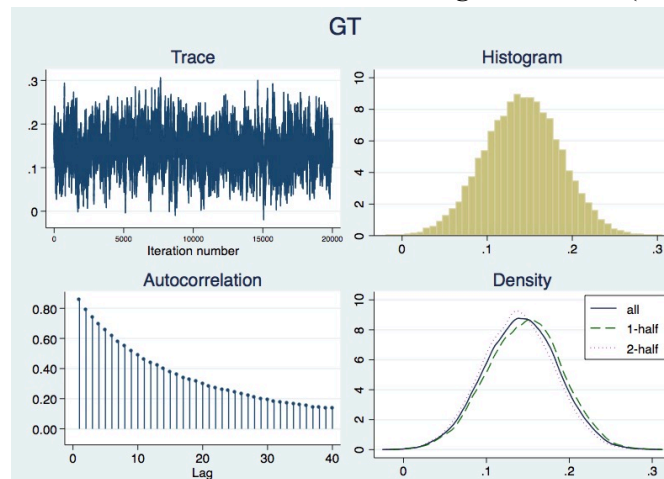 GT
Trace
.3
.2
.1
0
0 5000 10000 15000 20000
Iteration number
Histogram
10
8
6
4
2
0
0 .1 .2 .3
Autocorrelation
0.80
0.60
0.40
0.20
0.00
0 10 20 30 40
Lag
Density
10
8
6
4
2
0
0 .1 .2 .3
all
1-half
2-half